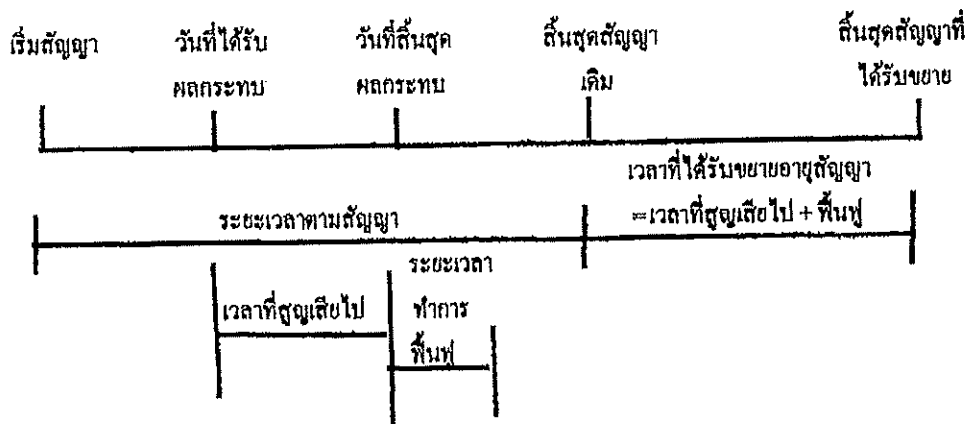 เริ่มสัญญา
วันที่ได้รับ
ผลกระทบ
วันที่สิ้นสุด
ผลกระทบ
สิ้นสุดสัญญา
เดิม
สิ้นสุดสัญญาที่
ได้รับขยาย
เวลาที่ได้รับขยายอายุสัญญา
=เวลาที่สูญเสียไป + ฟื้นฟู
ระยะเวลาตามสัญญา
เวลาที่สูญเสียไป
ระยะเวลา
ทำการ
ฟื้นฟู